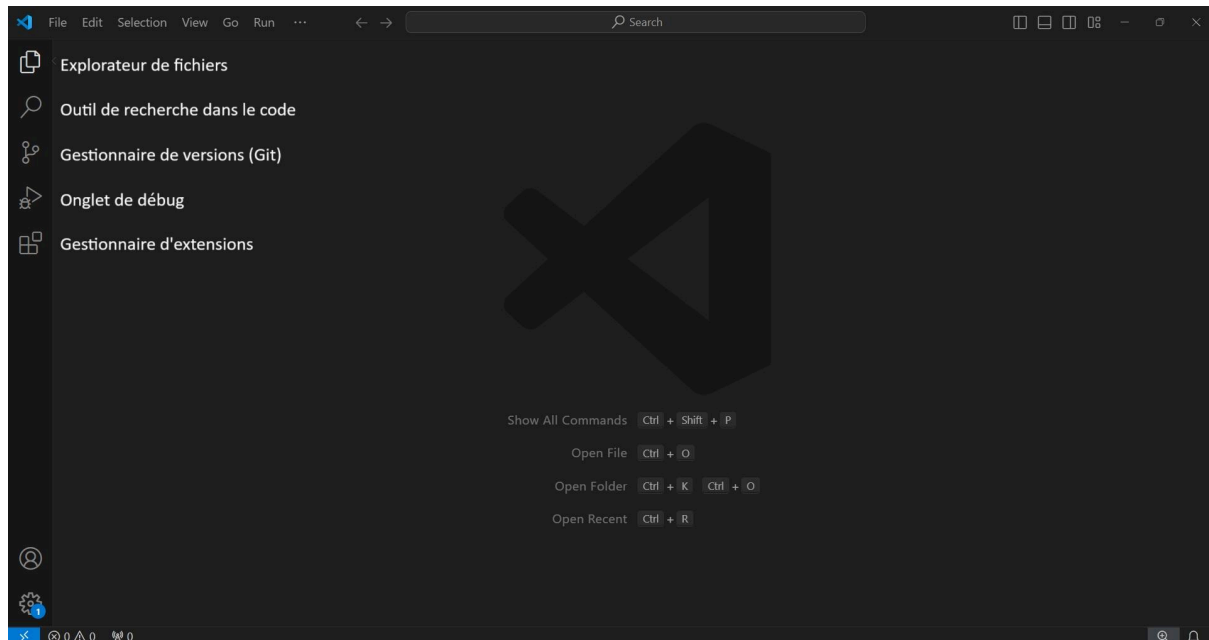 File Edit Selection View Go Run ··· Search
Explorateur de fichiers
Outil de recherche dans le code
Gestionnaire de versions (Git)
Onglet de débug
Gestionnaire d'extensions
Show All Commands Ctrl + Shift + P
Open File Ctrl + O
Open Folder Ctrl + K Ctrl + O
Open Recent Ctrl + R
1
0 0 0